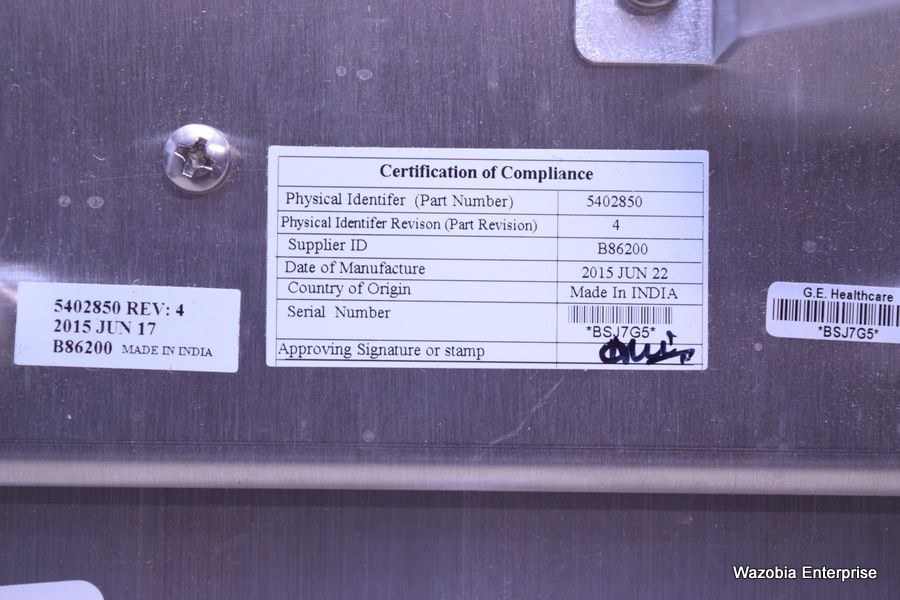 Certification of Compliance
Physical Identifer (Part Number) 5402850
Physical Identifer Revison (Part Revision) 4
Supplier ID B86200
Date of Manufacture 2015 JUN 22
Country of Origin Made In INDIA
Serial Number *BSJ7G5*
Approving Signature or stamp
5402850 REV: 4
2015 JUN 17
B86200 MADE IN INDIA
G.E. Healthcare
*BSJ7G5*
Wazobia Enterprise